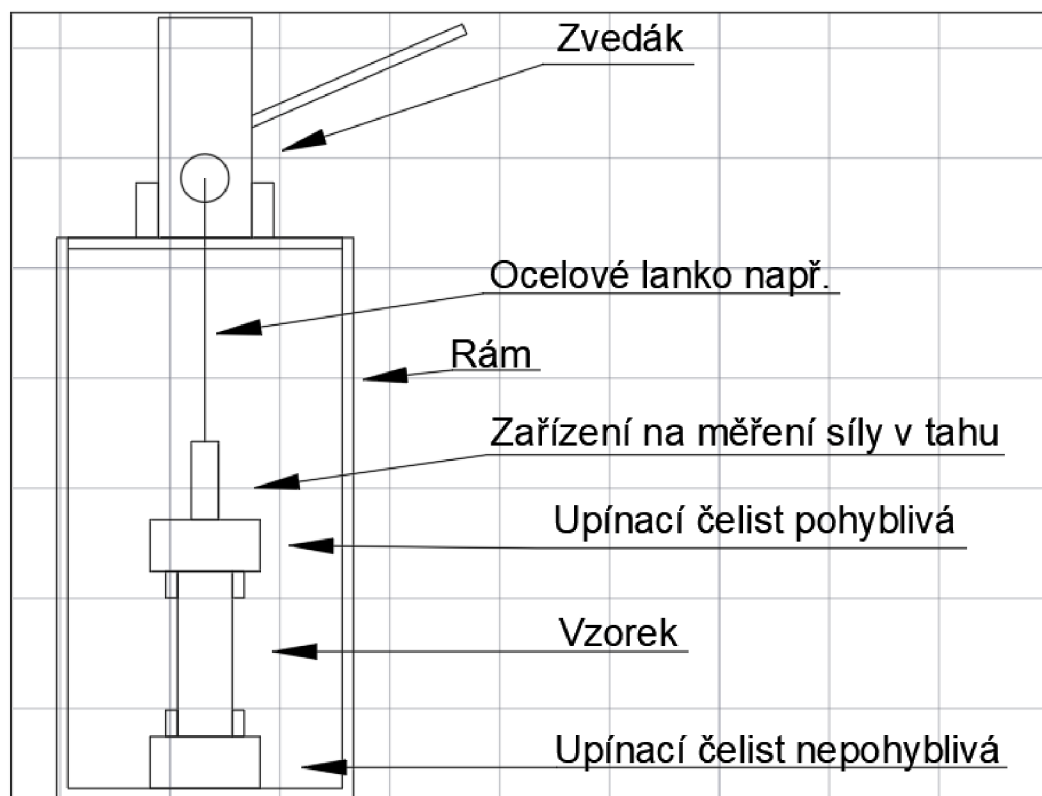 Zvedák
Ocelové lanko např.
Rám
Zařízení na měření síly v tahu
Upínací čelist pohyblivá
Vzorek
Upínací čelist nepohyblivá